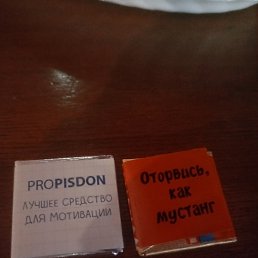 PROPISDON
ЛУЧШЕЕ СРЕДСТВО
ДЛЯ МОТИВАЦИИ
Оторвись,
как
мустанг